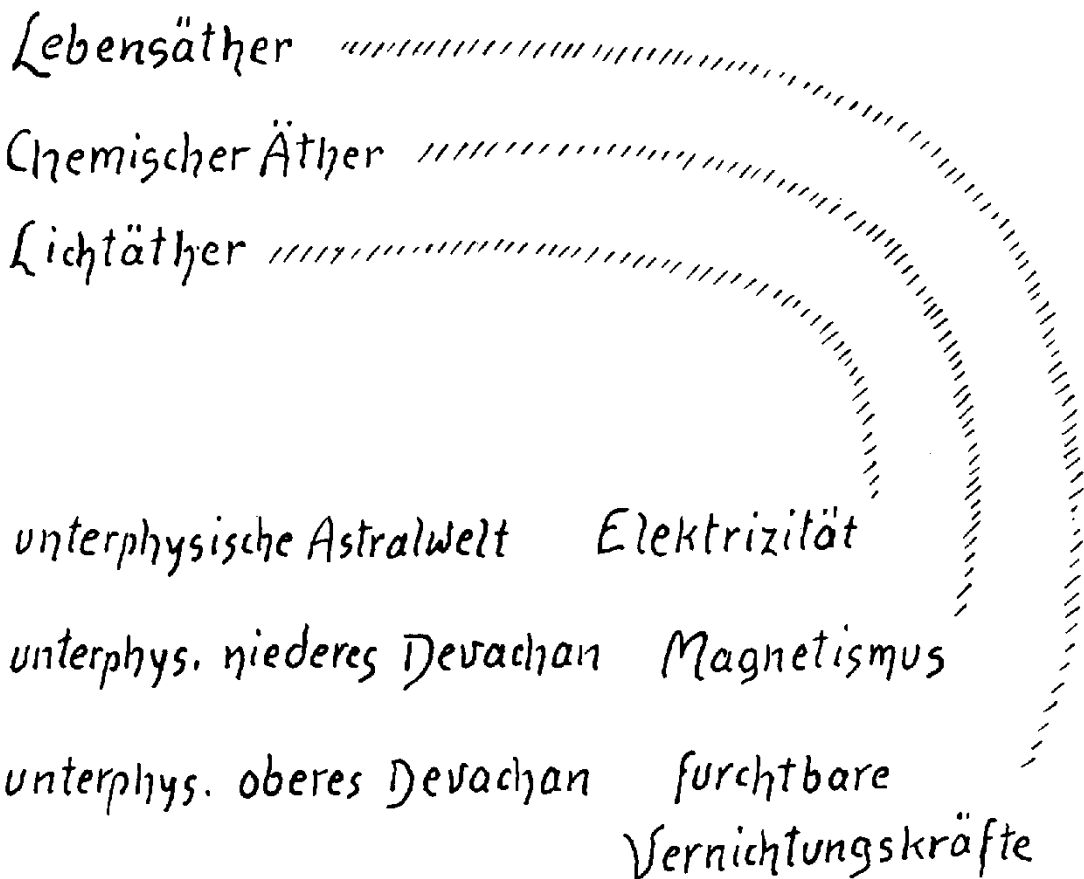 Lebensäther
Chemischer Äther
Lichtäther
unterphysische Astralwelt Elektrizität
unterphys. niederes Devachan Magnetismus
unterphys. oberes Devachan furchtbare
Vernichtungskräfte